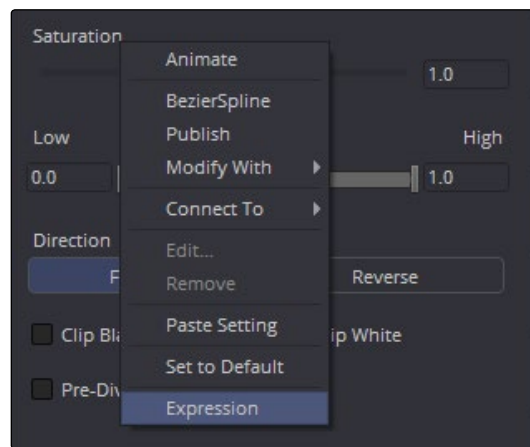 Saturation
Animate
1.0
BezierSpline
Publish
Low
High
Modify With
0.0
1.0
Connect To
Direction
Edit...
F
Reverse
Remove
Paste Setting
Clip Bla
ip White
Set to Default
Pre-Div
Expression